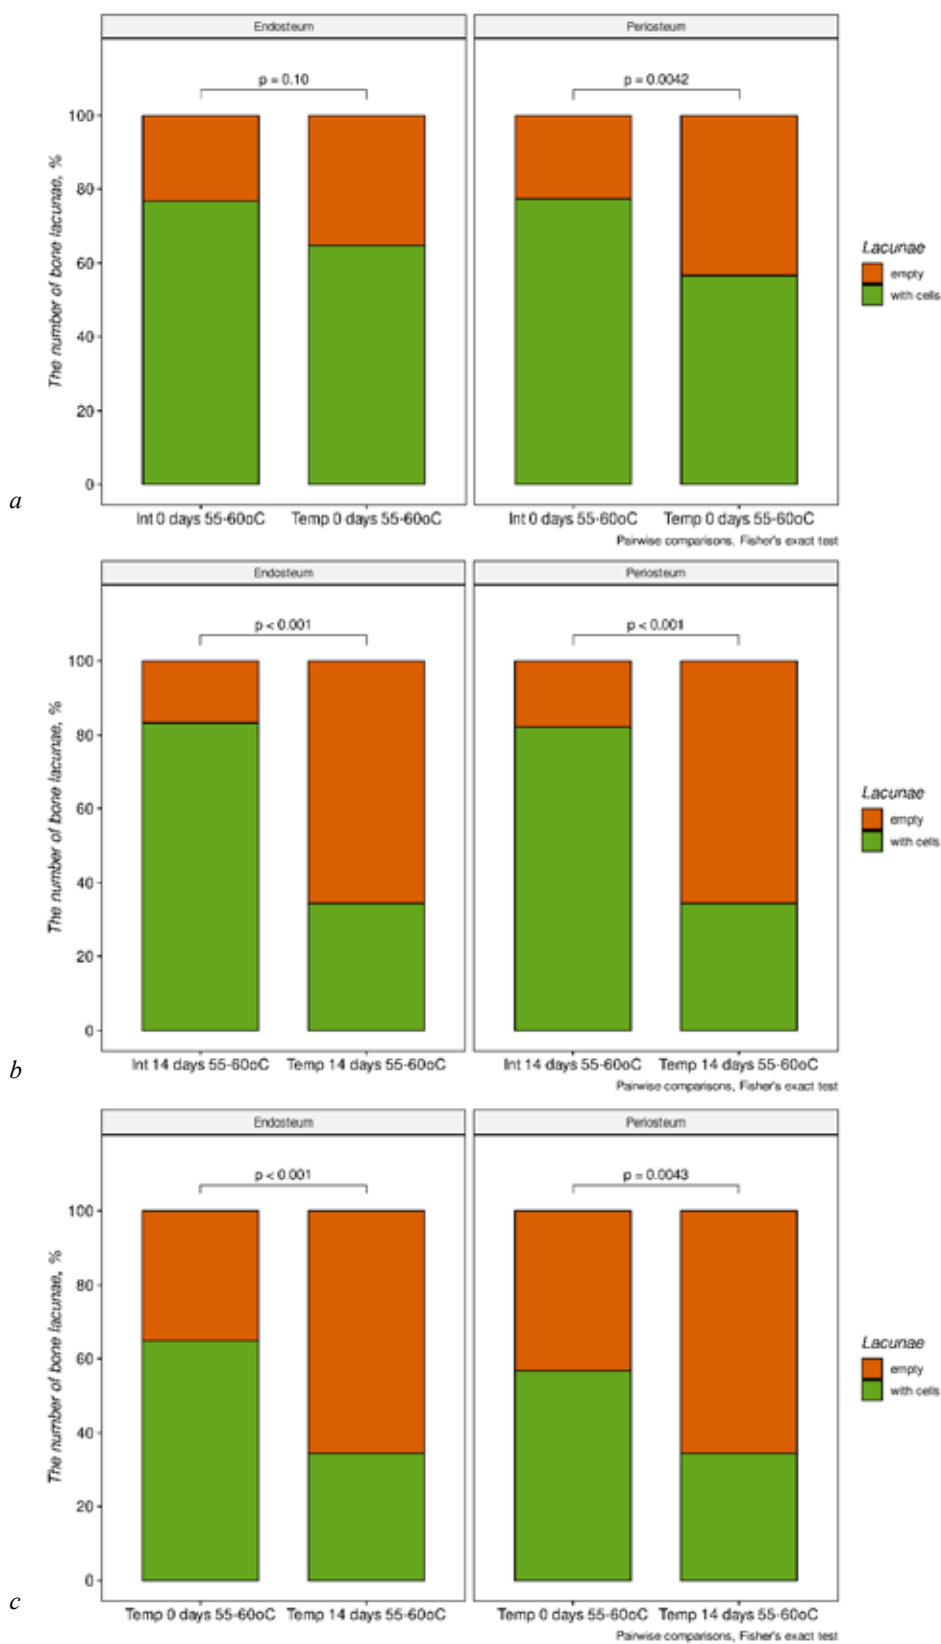 Endosteum Periosteum
p = 0.10 p = 0.0042
100
80
60
40
20
0
The number of bone lacunae, %
Lacunae
empty
with cells
a
Int 0 days 55-60oC Temp 0 days 55-60oC Int 0 days 55-60oC Temp 0 days 55-60oC
Pairwise comparisons, Fisher's exact test
Endosteum Periosteum
p < 0.001 p < 0.001
100
80
60
40
20
0
The number of bone lacunae, %
Lacunae
empty
with cells
b
Int 14 days 55-60oC Temp 14 days 55-60oC Int 14 days 55-60oC Temp 14 days 55-60oC
Pairwise comparisons, Fisher's exact test
Endosteum Periosteum
p < 0.001 p = 0.0043
100
80
60
40
20
0
The number of bone lacunae, %
Lacunae
empty
with cells
c
Temp 0 days 55-60oC Temp 14 days 55-60oC Temp 0 days 55-60oC Temp 14 days 55-60oC
Pairwise comparisons, Fisher's exact test